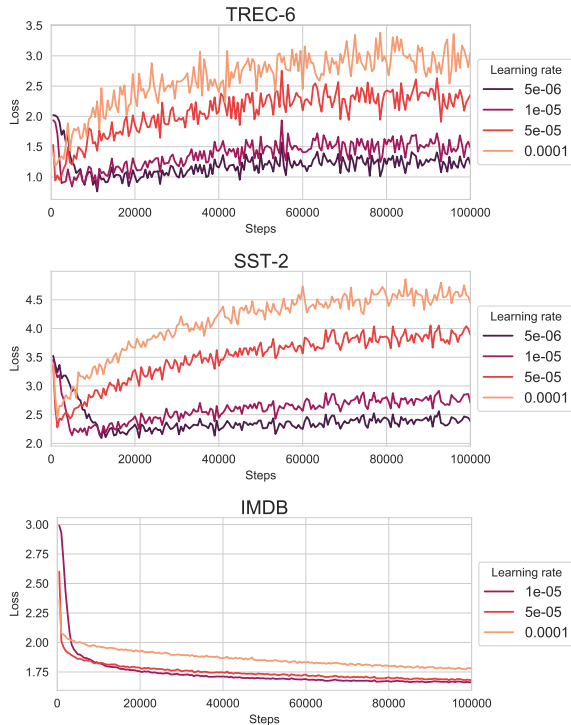 TREC-6
3.5
3.0
2.5
2.0
1.5
1.0
Loss
0 20000 40000 60000 80000 100000
Steps
Learning rate
5e-06
1e-05
5e-05
0.0001
SST-2
4.5
4.0
3.5
3.0
2.5
2.0
Loss
0 20000 40000 60000 80000 100000
Steps
Learning rate
5e-06
1e-05
5e-05
0.0001
IMDB
3.00
2.75
2.50
2.25
2.00
1.75
Loss
0 20000 40000 60000 80000 100000
Steps
Learning rate
1e-05
5e-05
0.0001